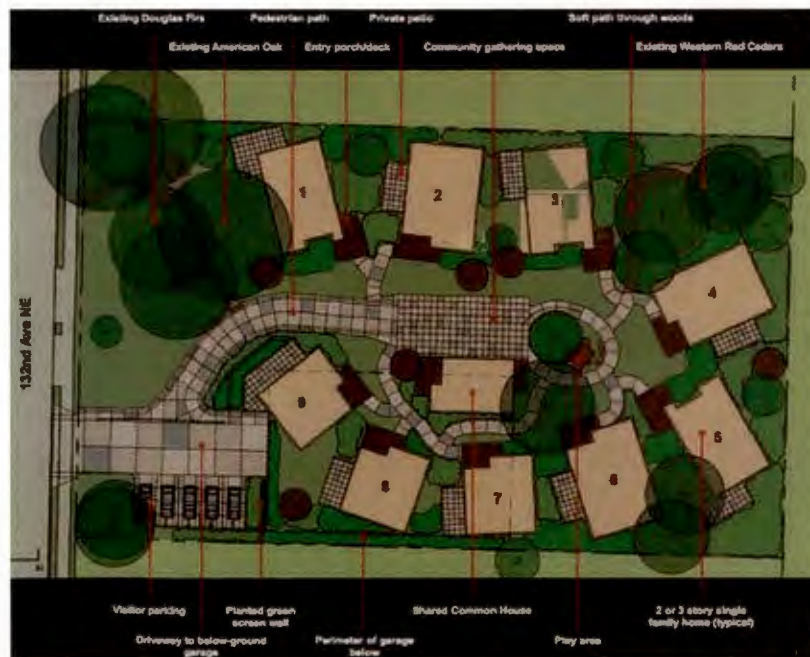 Existing Douglas Firs
Pedestrian path
Private patio
Soft path through woods
Existing American Oak
Entry porch/deck
Community gathering space
Existing Western Red Cedars
132nd Ave NE
1
2
3
4
5
6
7
8
9
Visitor parking
Planted green
screen wall
Shared Common House
2 or 3 story single
family home (typical)
Driveway to below-ground
garage
Perimeter of garage
below
Play area